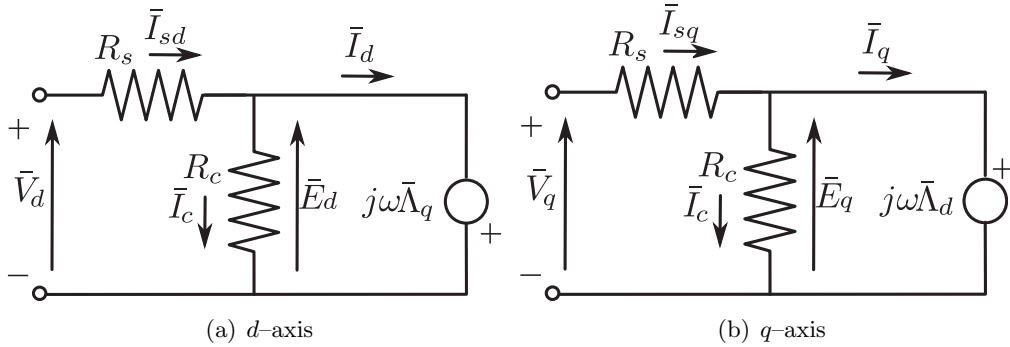 R_s Ī_sd Ī_d
+ V̄_d − R_c Ī_c Ē_d jωΛ̄_q +
(a) d–axis
R_s Ī_sq Ī_q
+ V̄_q − R_c Ī_c Ē_q jωΛ̄_d +
(b) q–axis